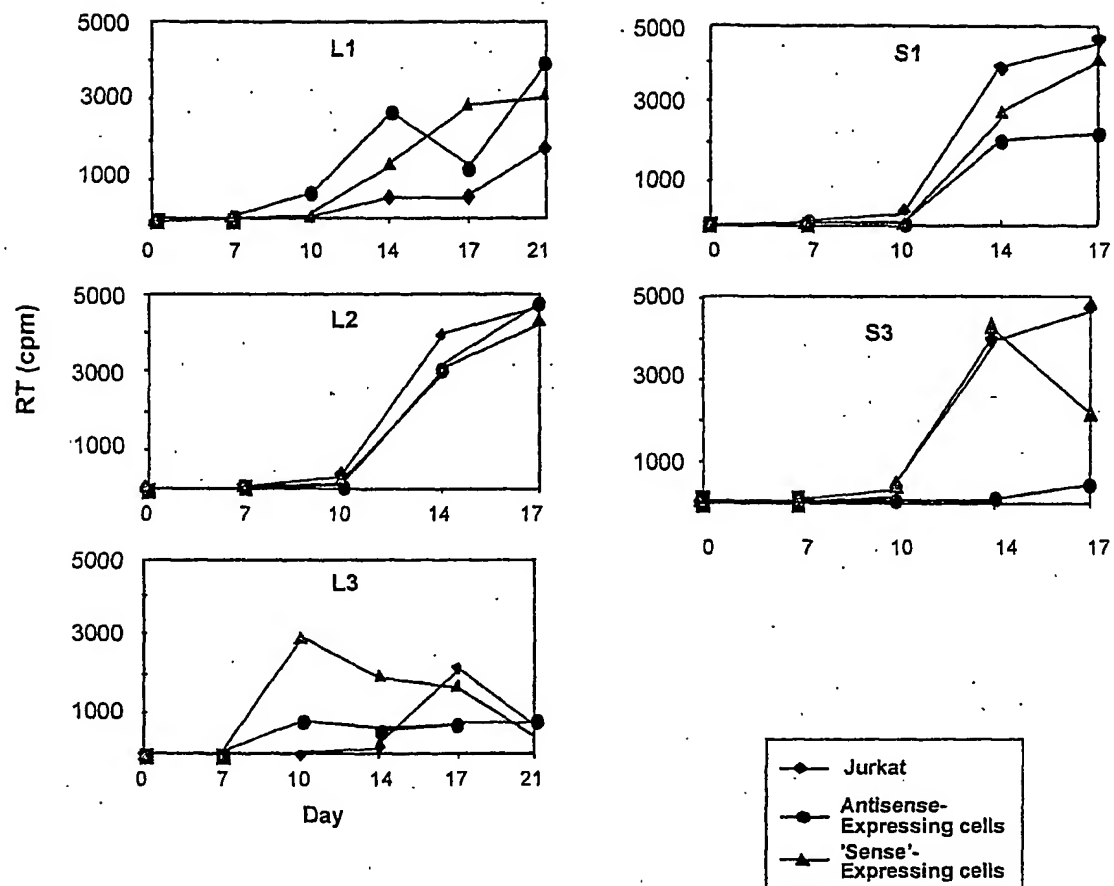 L1
5000
3000
1000
0 7 10 14 17 21
S1
5000
3000
1000
0 7 10 14 17
L2
5000
3000
1000
0 7 10 14 17
S3
5000
3000
1000
0 7 10 14 17
L3
5000
3000
1000
0 7 10 14 17 21
RT (cpm)
Day
Jurkat
Antisense-
Expressing cells
'Sense'-
Expressing cells